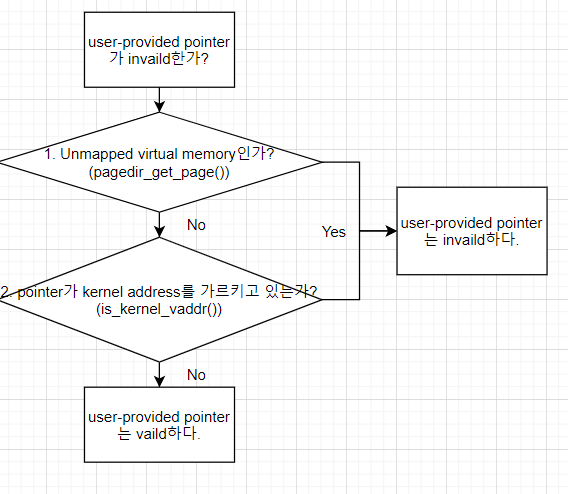 user-provided pointer
가 invaild한가?
1. Unmapped virtual memory인가?
(pagedir_get_page())
No
Yes
user-provided pointer
는 invaild하다.
2. pointer가 kernel address를 가르키고 있는가?
(is_kernel_vaddr())
No
user-provided pointer
는 vaild하다.